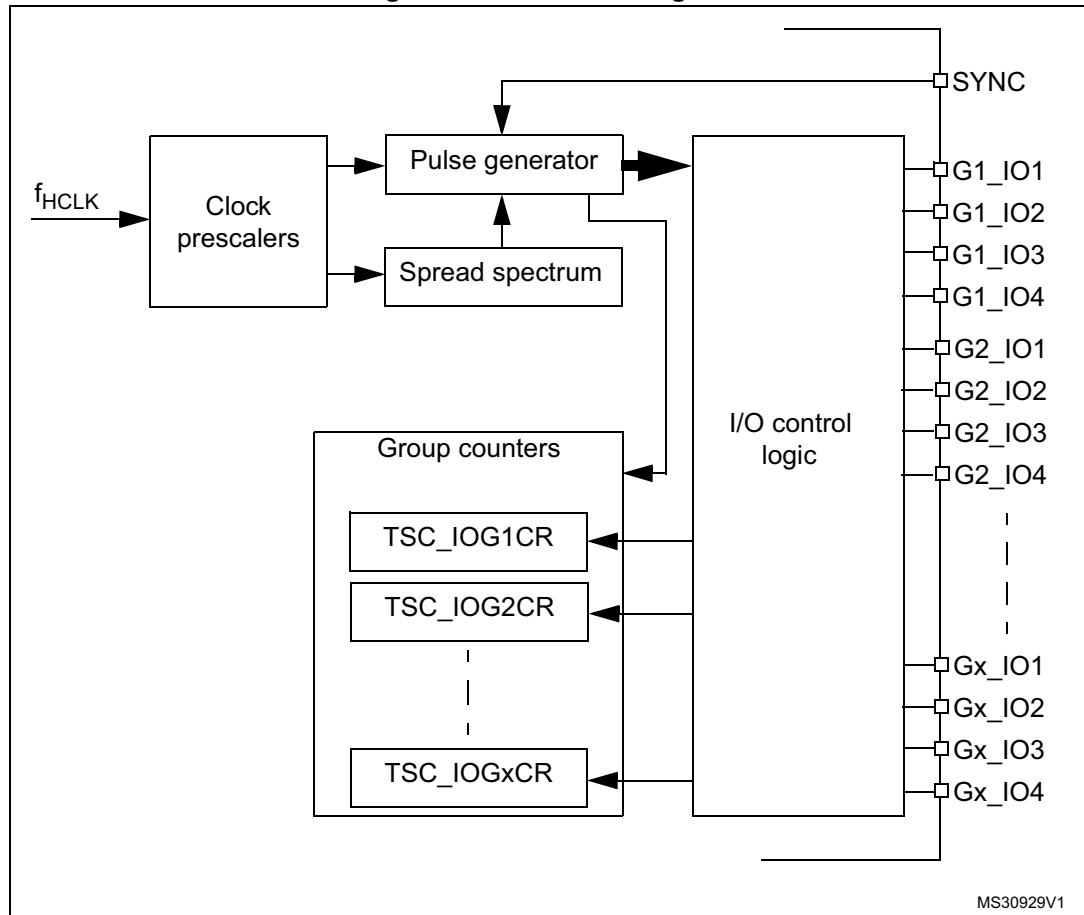 SYNC
Pulse generator
fHCLK
Clock
prescalers
Spread spectrum
G1_IO1
G1_IO2
G1_IO3
G1_IO4
G2_IO1
G2_IO2
G2_IO3
G2_IO4
I/O control
logic
Group counters
TSC_IOG1CR
TSC_IOG2CR
TSC_IOGxCR
Gx_IO1
Gx_IO2
Gx_IO3
Gx_IO4
MS30929V1